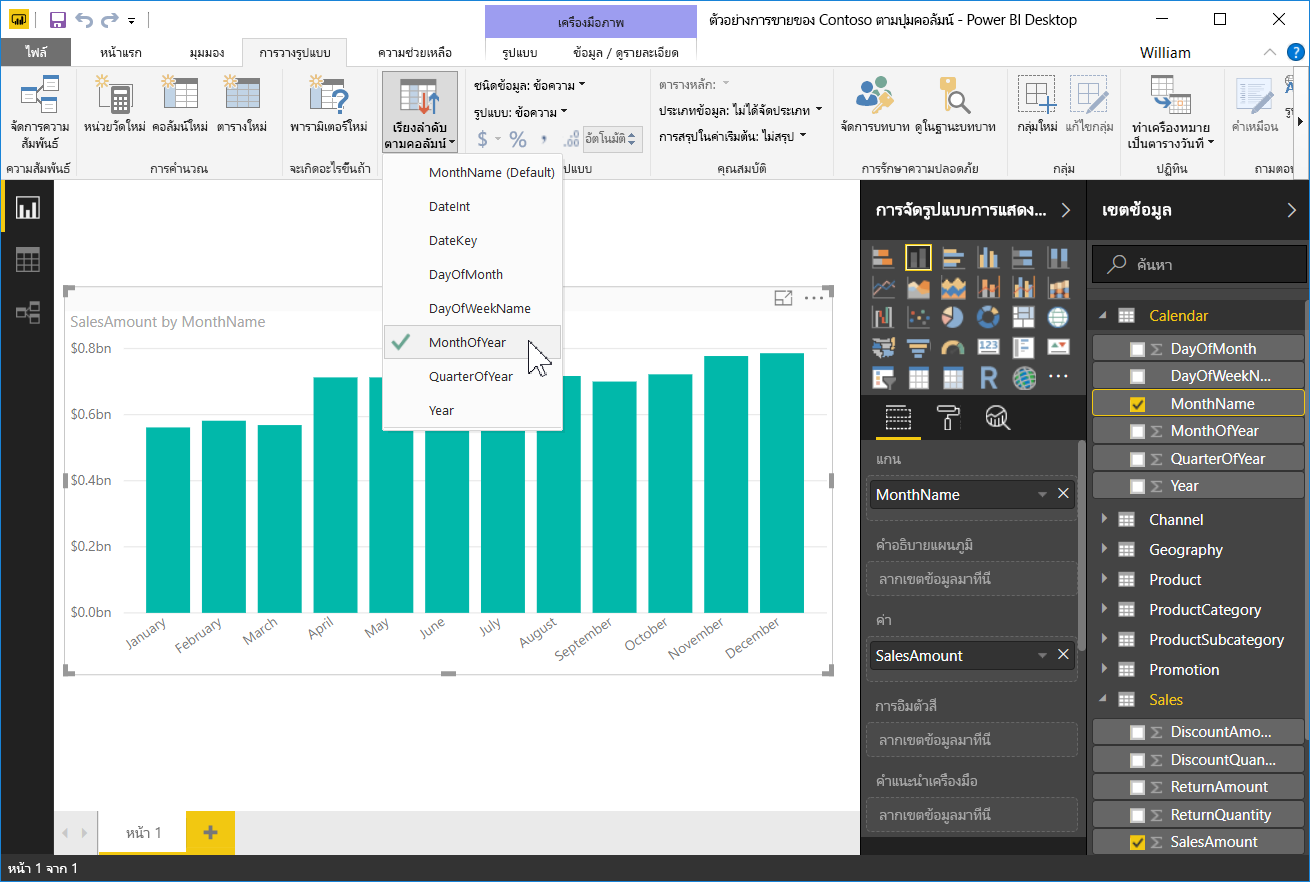 เครื่องมือภาพ
ตัวอย่างการขายของ Contoso ตามปุ่มคอลัมน์ - Power BI Desktop
ไฟล์
หน้าแรก
มุมมอง
การวางรูปแบบ
ความช่วยเหลือ
รูปแบบ
ข้อมูล / ดูรายละเอียด
William
จัดการความ
สัมพันธ์
ความสัมพันธ์
หน่วยวัดใหม่
คอลัมน์ใหม่
ตารางใหม่
การคำนวณ
พารามิเตอร์ใหม่
จะเกิดอะไรขึ้นถ้า
เรียงลำดับ
ตามคอลัมน์
ชนิดข้อมูล: ข้อความ
รูปแบบ: ข้อความ
$ % , .00 อัตโนมัติ
ตารางหลัก:
ประเภทข้อมูล: ไม่ได้จัดประเภท
การสรุปในค่าเริ่มต้น: ไม่สรุป
คุณสมบัติ
จัดการบทบาท
ดูในฐานะบทบาท
การรักษาความปลอดภัย
กลุ่มใหม่
แก้ไขกลุ่ม
กลุ่ม
ทำเครื่องหมาย
เป็นตารางวันที่
ปฏิทิน
คำเหมือน
ถามตอบ
MonthName (Default)
DateInt
DateKey
DayOfMonth
DayOfWeekName
MonthOfYear
QuarterOfYear
Year
SalesAmount by MonthName
$0.8bn
$0.6bn
$0.4bn
$0.2bn
$0.0bn
January
February
March
April
May
June
July
August
September
October
November
December
หน้า 1
หน้า 1 จาก 1
การจัดรูปแบบการแสดง...
123
R
แกน
MonthName
คำอธิบายแผนภูมิ
ลากเขตข้อมูลมาที่นี่
ค่า
SalesAmount
การอิ่มตัวสี
ลากเขตข้อมูลมาที่นี่
คำแนะนำเครื่องมือ
ลากเขตข้อมูลมาที่นี่
เขตข้อมูล
ค้นหา
Calendar
DayOfMonth
DayOfWeekN...
MonthName
MonthOfYear
QuarterOfYear
Year
Channel
Geography
Product
ProductCategory
ProductSubcategory
Promotion
Sales
DiscountAmo...
DiscountQuan...
ReturnAmount
ReturnQuantity
SalesAmount